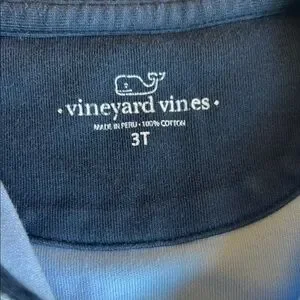 vineyard vines
MADE IN PERU • 100% COTTON
3T